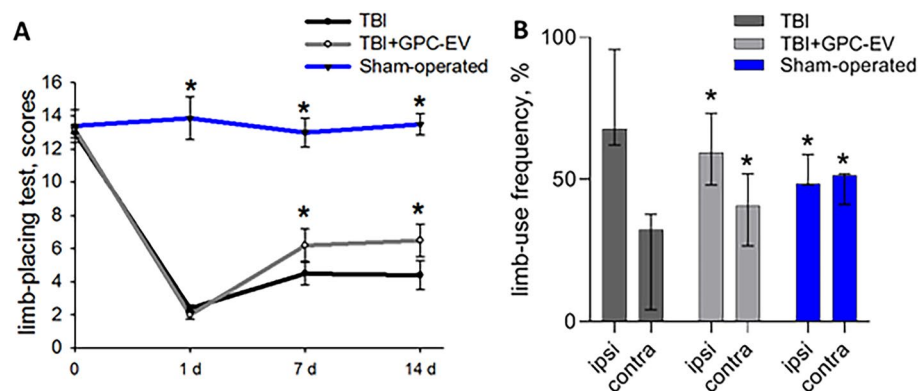 A
TBI
TBI+GPC-EV
Sham-operated
limb-placing test, scores
16
14
12
10
8
6
4
2
0
* * *
* *
0 1 d 7 d 14 d
B
TBI
TBI+GPC-EV
Sham-operated
limb-use frequency, %
100
50
0
* * * *
ipsi contra ipsi contra ipsi contra